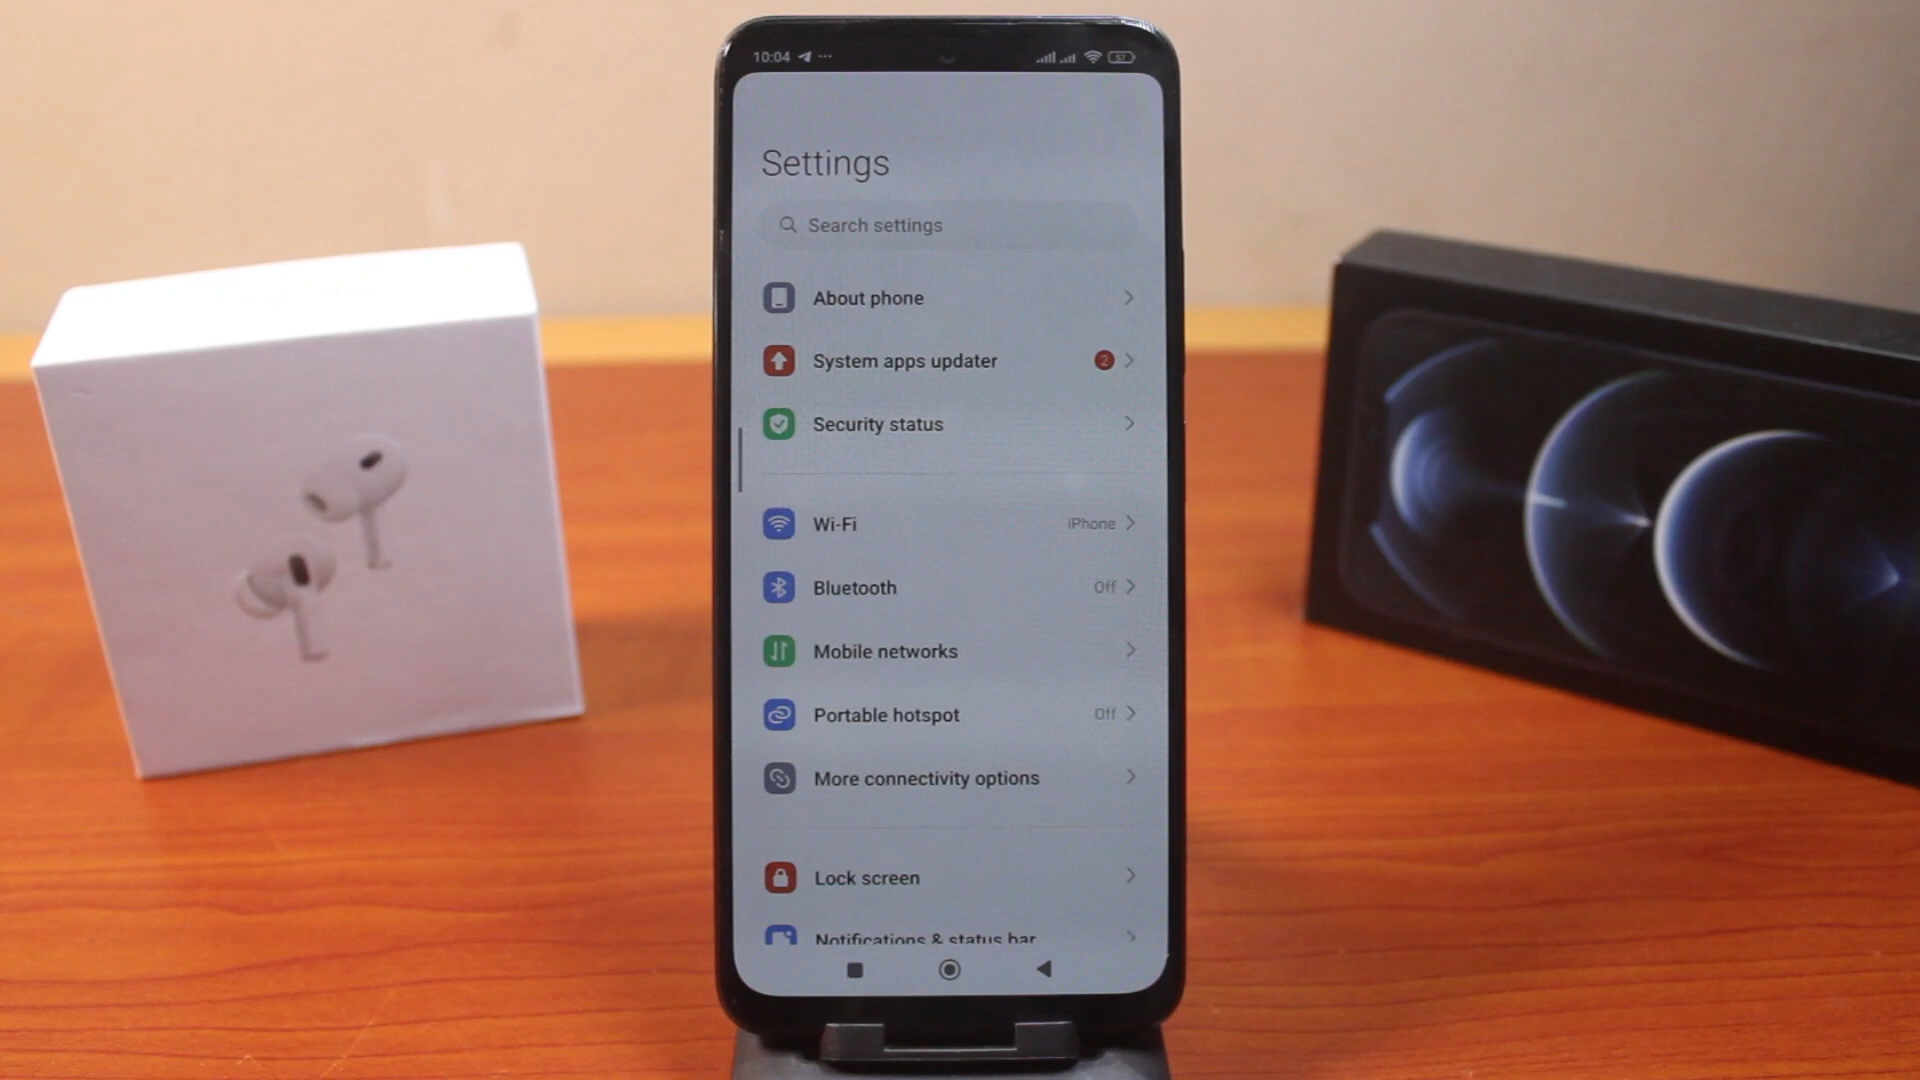 10:04 ... 57
Settings
Search settings
About phone
System apps updater 2
Security status
Wi-Fi iPhone
Bluetooth Off
Mobile networks
Portable hotspot Off
More connectivity options
Lock screen
Notifications & status bar